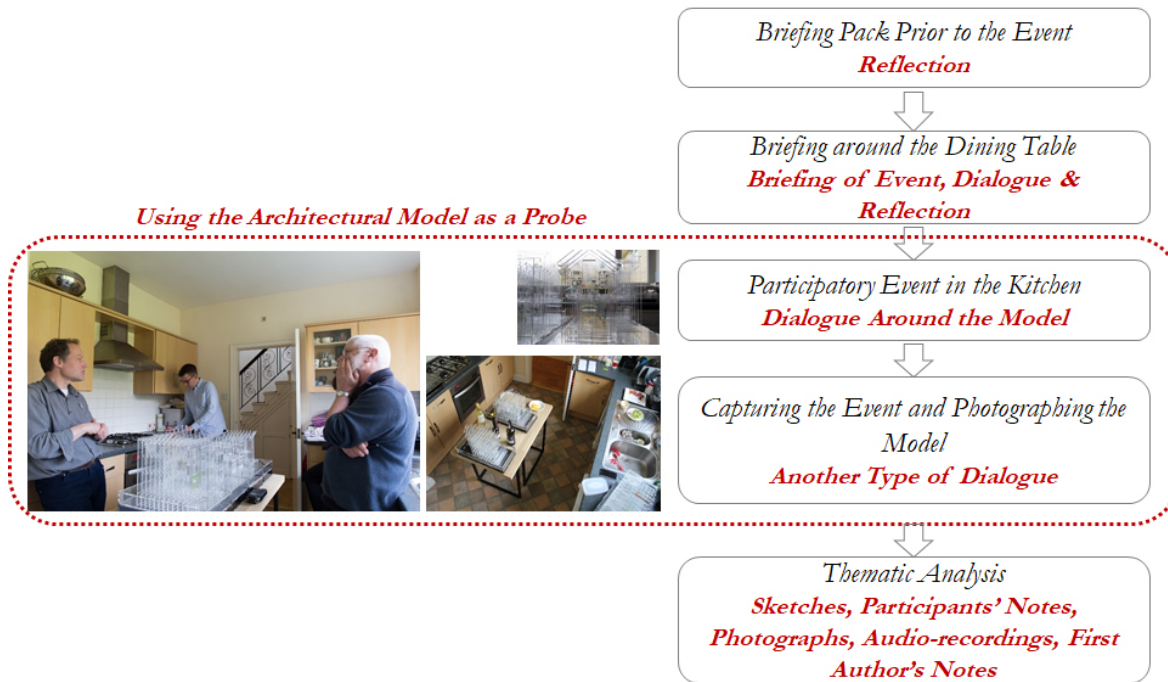 Briefing Pack Prior to the Event
Reflection
Briefing around the Dining Table
Briefing of Event, Dialogue &
Reflection
Using the Architectural Model as a Probe
Participatory Event in the Kitchen
Dialogue Around the Model
Capturing the Event and Photographing the
Model
Another Type of Dialogue
Thematic Analysis
Sketches, Participants' Notes,
Photographs, Audio-recordings, First
Author's Notes